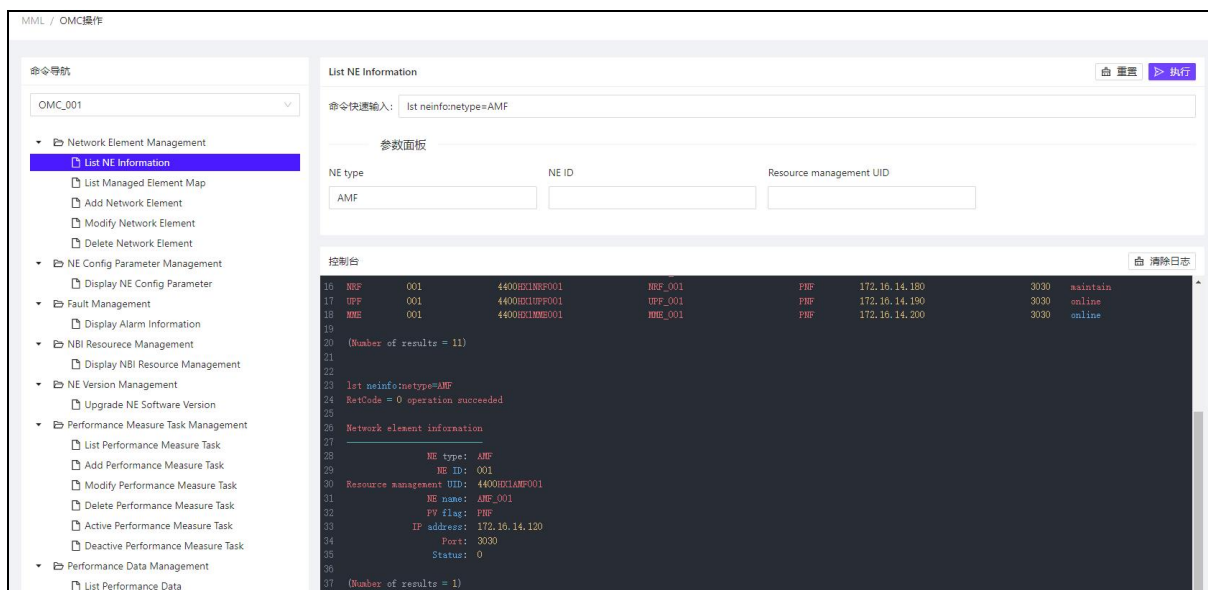 MML / OMC操作
命令导航
OMC_001
Network Element Management
List NE Information
List Managed Element Map
Add Network Element
Modify Network Element
Delete Network Element
NE Config Parameter Management
Display NE Config Parameter
Fault Management
Display Alarm Information
NBI Resourece Management
Display NBI Resource Management
NE Version Management
Upgrade NE Software Version
Performance Measure Task Management
List Performance Measure Task
Add Performance Measure Task
Modify Performance Measure Task
Delete Performance Measure Task
Active Performance Measure Task
Deactive Performance Measure Task
Performance Data Management
List Performance Data
List NE Information
重置 执行
命令快速输入: lst neinfo:netype=AMF
参数面板
NE type NE ID Resource management UID
AMF
控制台 清除日志
16 NRF 001 4400HX1NRF001 NRF_001 PNF 172.16.14.180 3030 maintain
17 UPF 001 4400HX1UPF001 UPF_001 PNF 172.16.14.190 3030 online
18 MME 001 4400HX1MME001 MME_001 PNF 172.16.14.200 3030 online
19
20 (Number of results = 11)
21
22
23 lst neinfo:netype=AMF
24 RetCode = 0 operation succeeded
25
26 Network element information
27
28 NE type: AMF
29 NE ID: 001
30 Resource management UID: 4400HX1AMF001
31 NE name: AMF_001
32 PV flag: PNF
33 IP address: 172.16.14.120
34 Port: 3030
35 Status: 0
36
37 (Number of results = 1)